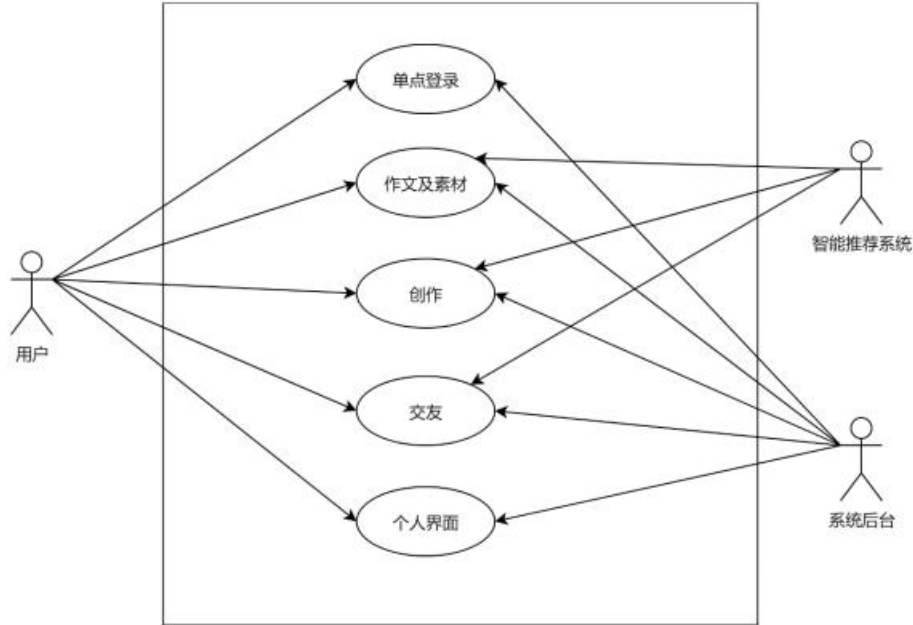 单点登录
作文及素材
智能推荐系统
创作
用户
交友
系统后台
个人界面